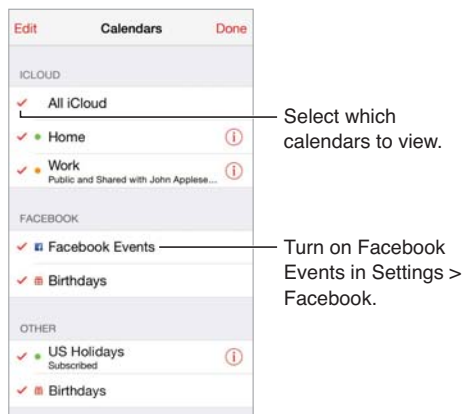 Edit Calendars Done
ICLOUD
All iCloud
Home
Work
Public and Shared with John Applese...
FACEBOOK
Facebook Events
Birthdays
OTHER
US Holidays
Subscribed
Birthdays
Select which
calendars to view.
Turn on Facebook
Events in Settings >
Facebook.